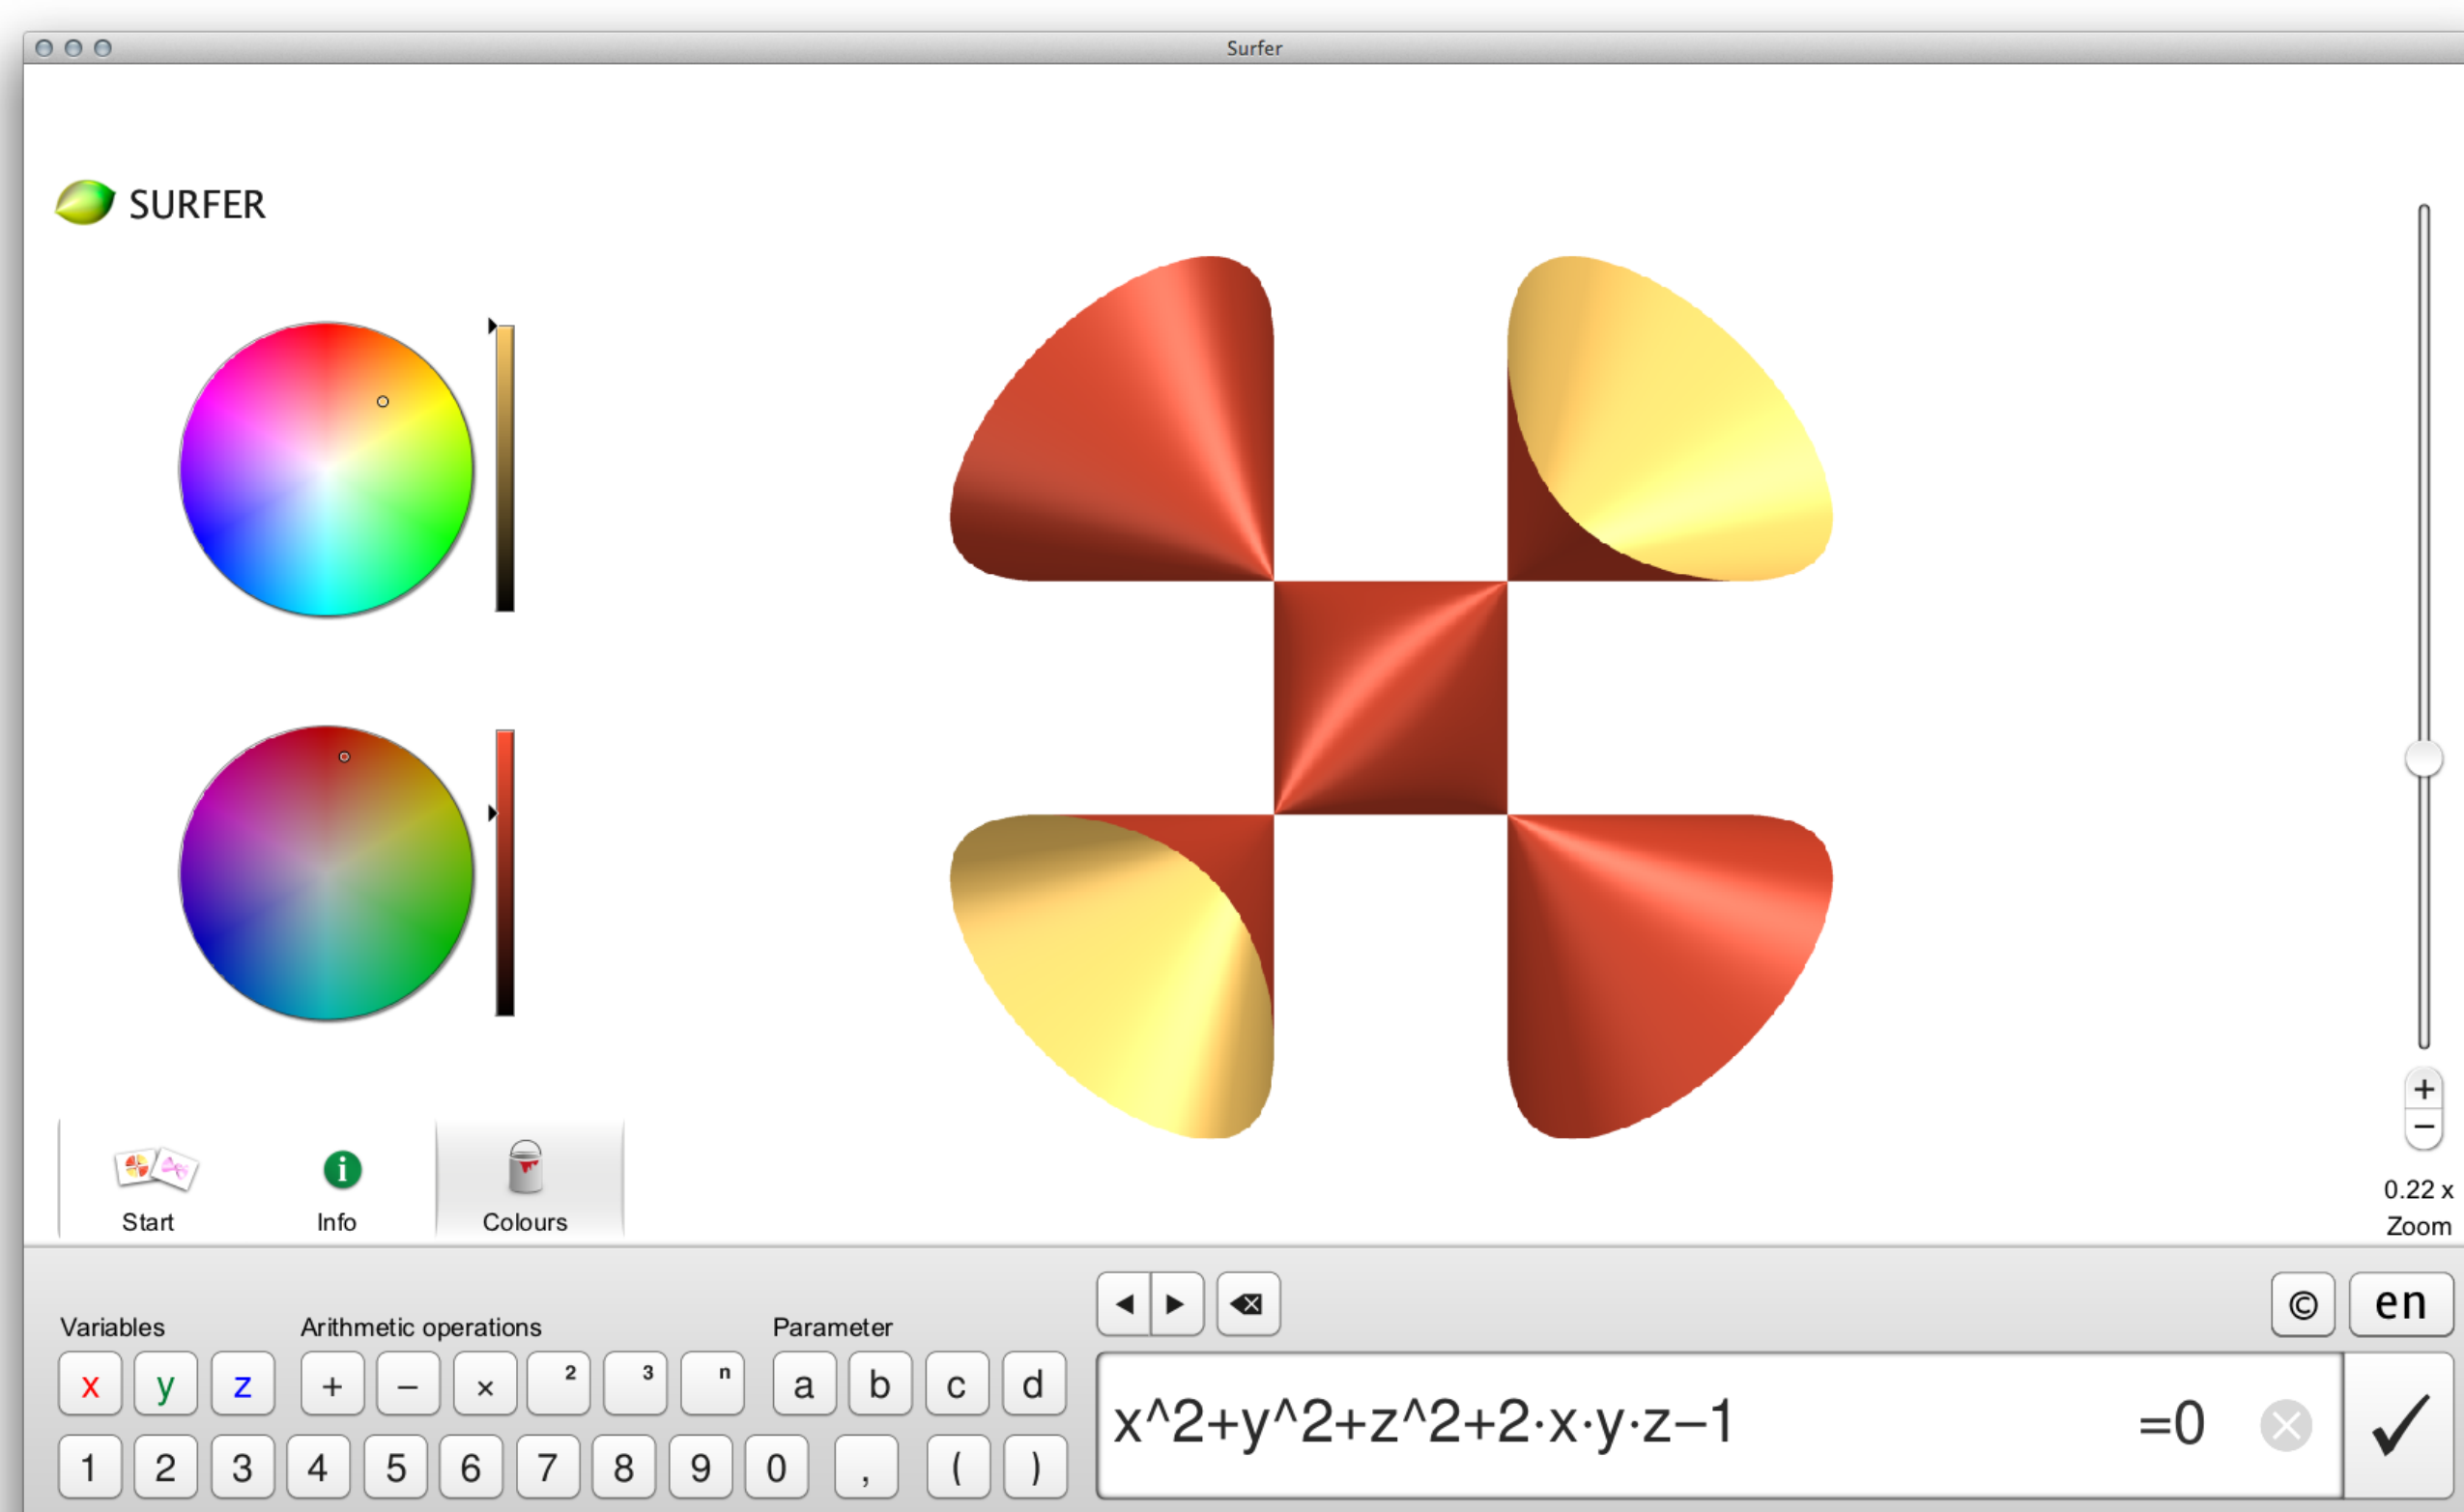 Surfer
SURFER
Start Info Colours
0.22 x
Zoom
© en
Variables Arithmetic operations Parameter
x y z + − × 2 3 n a b c d
x^2+y^2+z^2+2·x·y·z−1 =0
1 2 3 4 5 6 7 8 9 0 , ( )